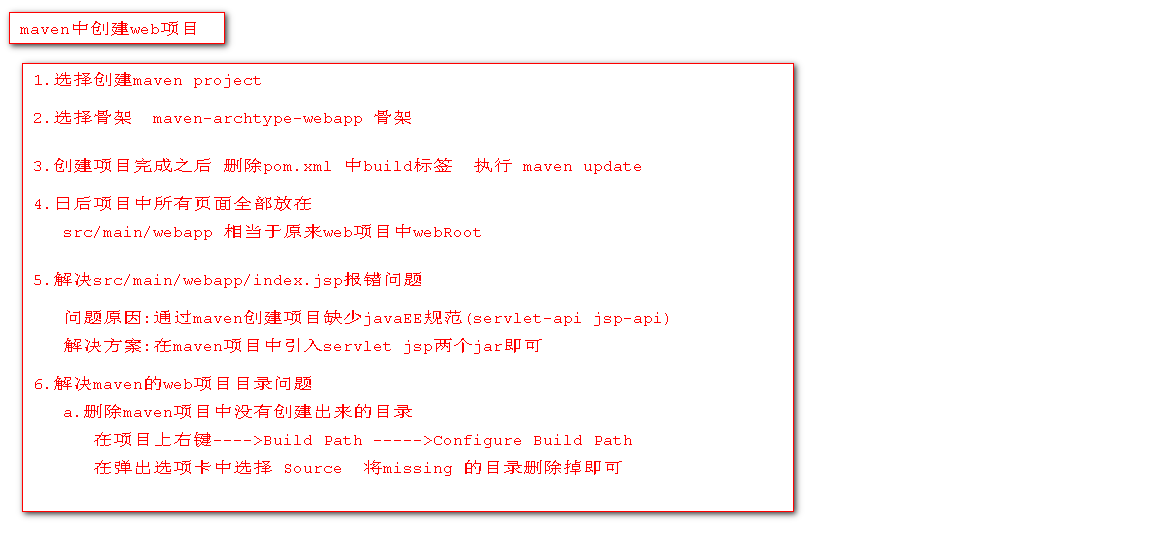 maven中创建web项目
1.选择创建maven project
2.选择骨架  maven-archtype-webapp 骨架
3.创建项目完成之后 删除pom.xml 中build标签  执行 maven update
4.日后项目中所有页面全部放在
src/main/webapp 相当于原来web项目中webRoot
5.解决src/main/webapp/index.jsp报错问题
问题原因:通过maven创建项目缺少javaEE规范(servlet-api jsp-api)
解决方案:在maven项目中引入servlet jsp两个jar即可
6.解决maven的web项目目录问题
a.删除maven项目中没有创建出来的目录
在项目上右键---->Build Path ----->Configure Build Path
在弹出选项卡中选择 Source  将missing 的目录删除掉即可